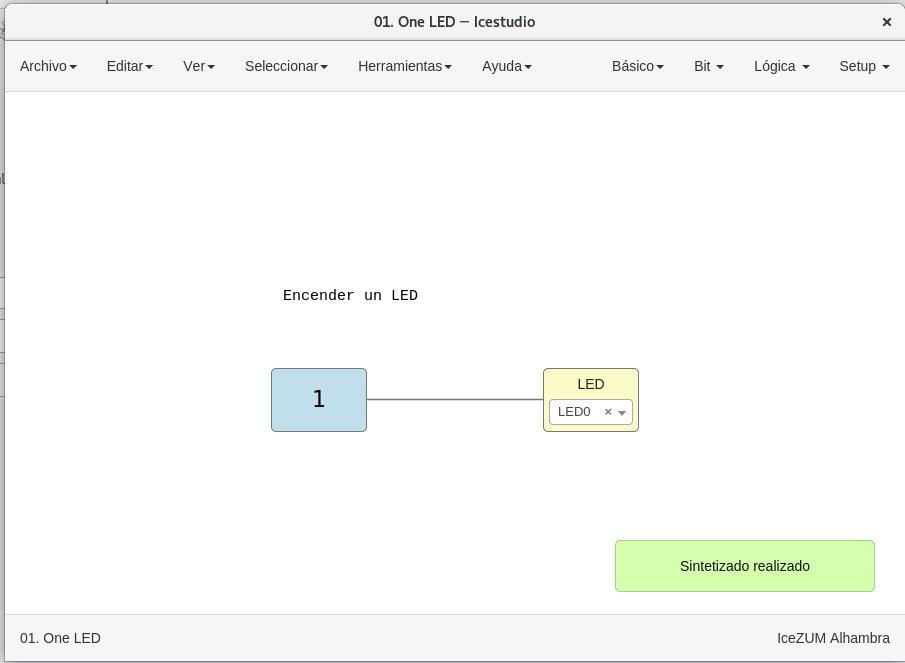 01. One LED – Icestudio ×
Archivo Editar Ver Seleccionar Herramientas Ayuda Básico Bit Lógica Setup
Encender un LED
1
LED
LED0 ×
Sintetizado realizado
01. One LED IceZUM Alhambra